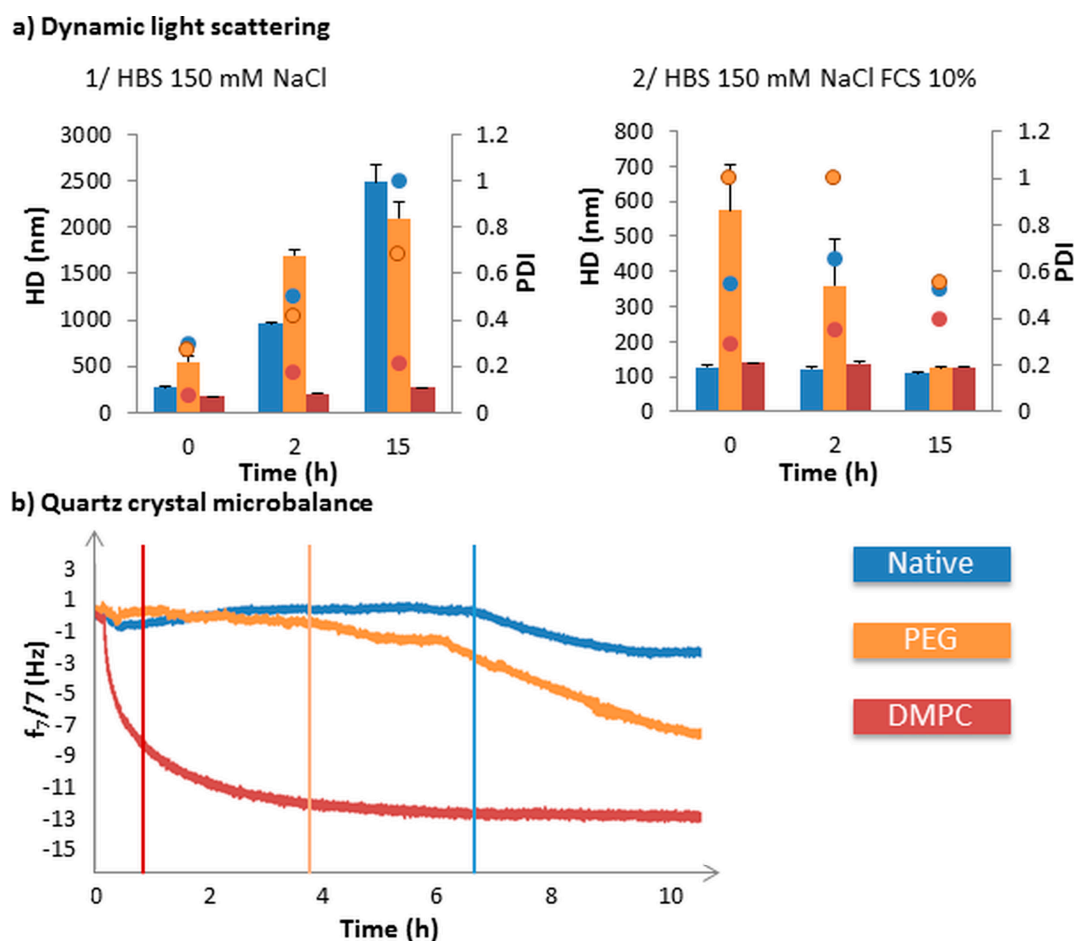 a) Dynamic light scattering
1/ HBS 150 mM NaCl
2/ HBS 150 mM NaCl FCS 10%
HD (nm)
3000
2500
2000
1500
1000
500
0
1.2
1
0.8
0.6
0.4
0.2
0
PDI
0 2 15
Time (h)
HD (nm)
800
700
600
500
400
300
200
100
0
1.2
1
0.8
0.6
0.4
0.2
0
PDI
0 2 15
Time (h)
b) Quartz crystal microbalance
f₇/7 (Hz)
3
1
-1
-3
-5
-7
-9
-11
-13
-15
0 2 4 6 8 10
Time (h)
Native
PEG
DMPC